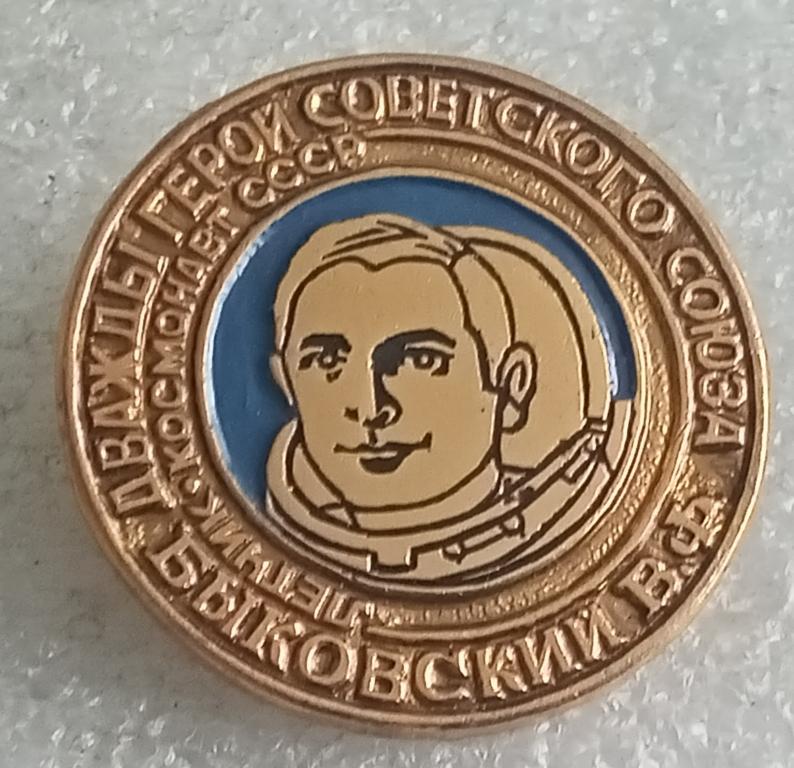 ДВАЖДЫ ГЕРОЙ СОВЕТСКОГО СОЮЗА
ЛЕТЧИК·КОСМОНАВТ СССР
БЫКОВСКИЙ В Ф